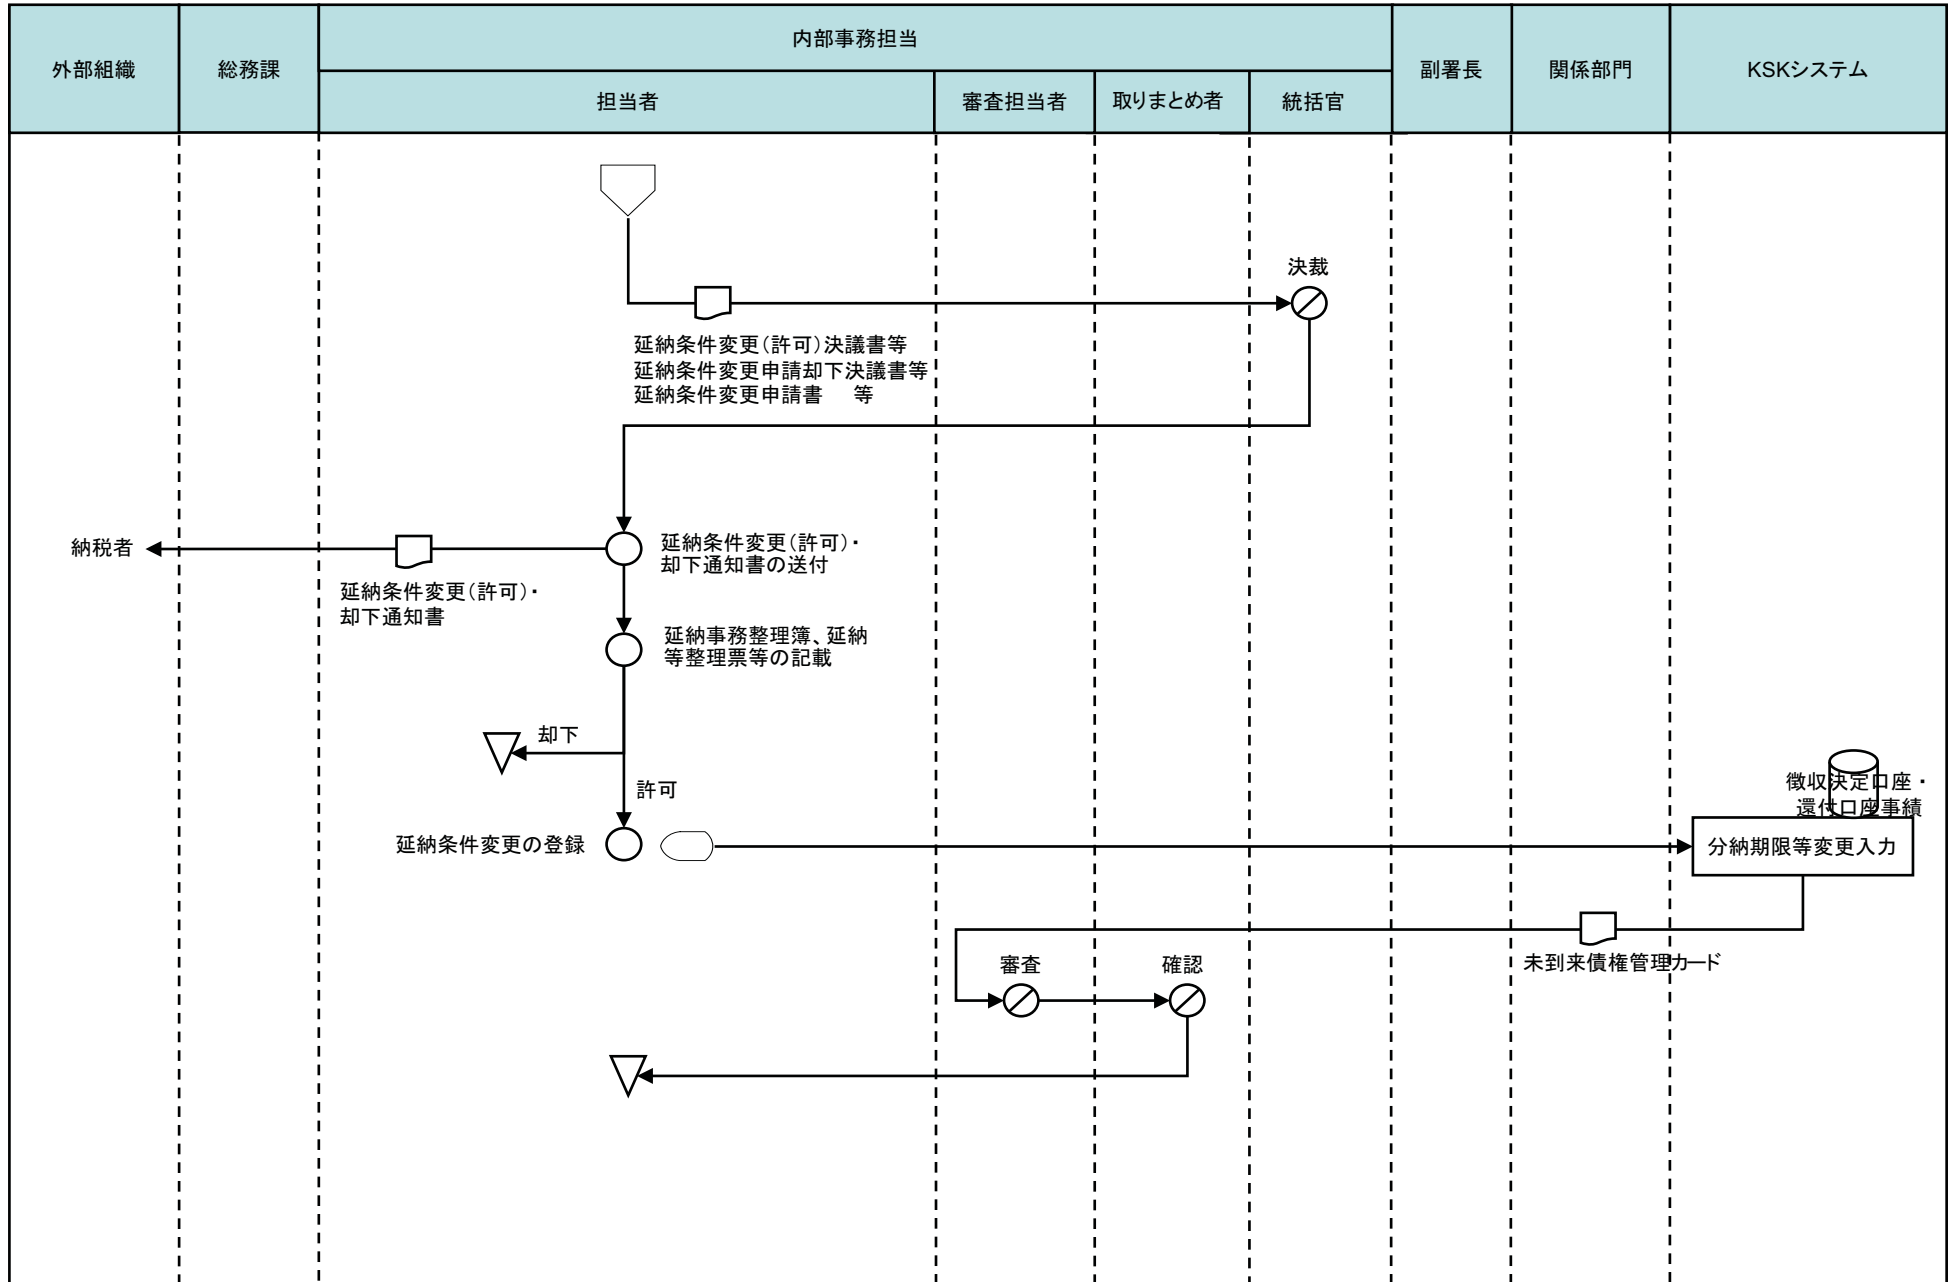 内部事務担当
外部組織
総務課
副署長
関係部門
KSKシステム
担当者
審査担当者
取りまとめ者
統括官
決裁
延納条件変更(許可)決議書等
延納条件変更申請却下決議書等
延納条件変更申請書 等
納税者
延納条件変更(許可)・
却下通知書の送付
延納条件変更(許可)・
却下通知書
延納事務整理簿、延納
等整理票等の記載
却下
許可
徴収決定口座・
還付口座事績
延納条件変更の登録
分納期限等変更入力
未到来債権管理カード
審査
確認